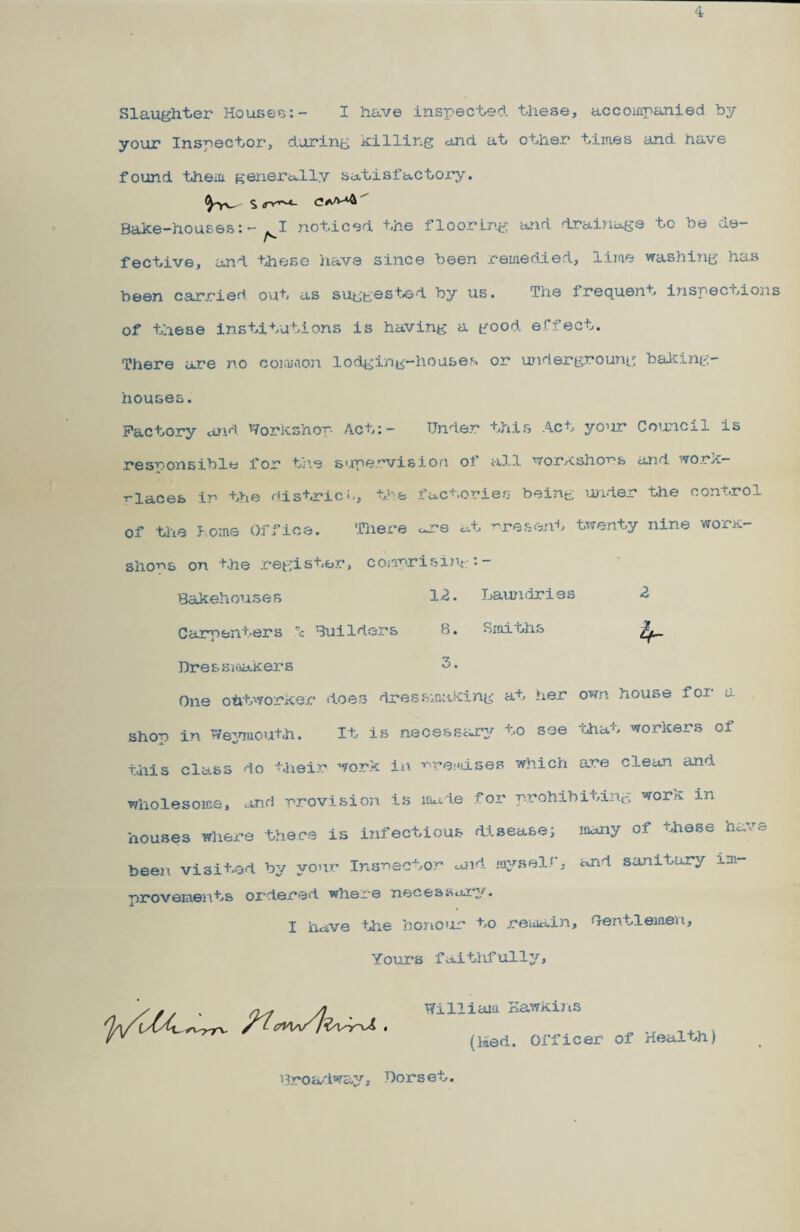 4
Slaughter Houses:- I have inspected these, accompanied by
your Inspector, during killing and at other times and have
found them generally satisfactory.
In some cases
Bake-houses:- ^I noticed the flooring and drainage to be de-
fective, and these have since been remedied, lime washing has
been carried out as suggested by us. The frequent inspections
of these institutions is having a good effect.
There are no common lodging-houses or undergroung baking-
houses.
Factory and Workshop Act:- Under this Act your Council is
responsible for the supervision of all workshops and work-
places in the district, the factories being under the control
of the Home Office. There are at present twenty nine work-
shops on the register, comprising:-
Bakehouses 12. Laundries 2
Carpenters & Builders 8. Smiths 4
Dressmakers 3.
One outworker does dressmaking at her own house for a
shop in Weymouth. It is necessary to see that workers of
this class do their work in premises which are clean and
wholesome, and provision is made for prohibiting work in
houses where there is infectious disease; many of these have
been visited by your Inspector and myself, and sanitary im-
provements ordered where necessary.
I have the honour to remain, Gentlemen,
Yours faithfully,
William Hawkins.
William Hawkins
(Med. Officer of Health)
Broadway, Dorset.